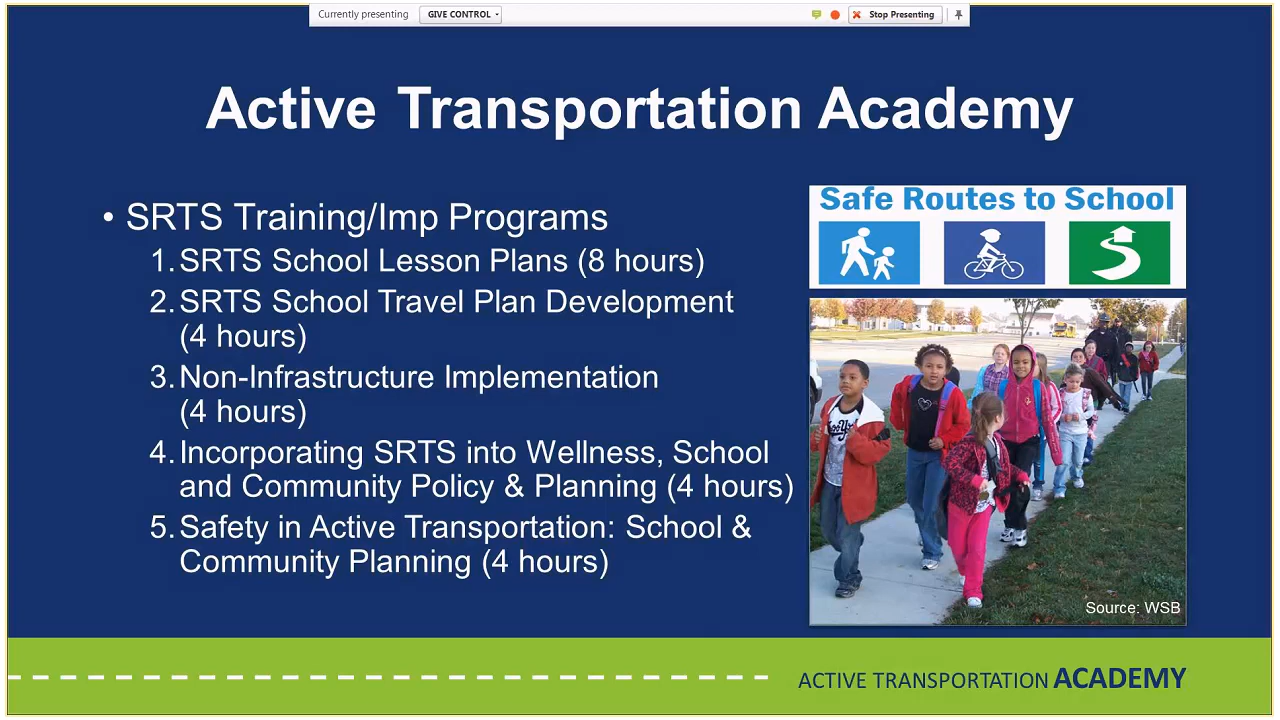 Currently presenting GIVE CONTROL Stop Presenting
Active Transportation Academy
• SRTS Training/Imp Programs
1. SRTS School Lesson Plans (8 hours)
2. SRTS School Travel Plan Development
(4 hours)
3. Non-Infrastructure Implementation
(4 hours)
4. Incorporating SRTS into Wellness, School
and Community Policy & Planning (4 hours)
5. Safety in Active Transportation: School &
Community Planning (4 hours)
Safe Routes to School
Source: WSB
ACTIVE TRANSPORTATION ACADEMY